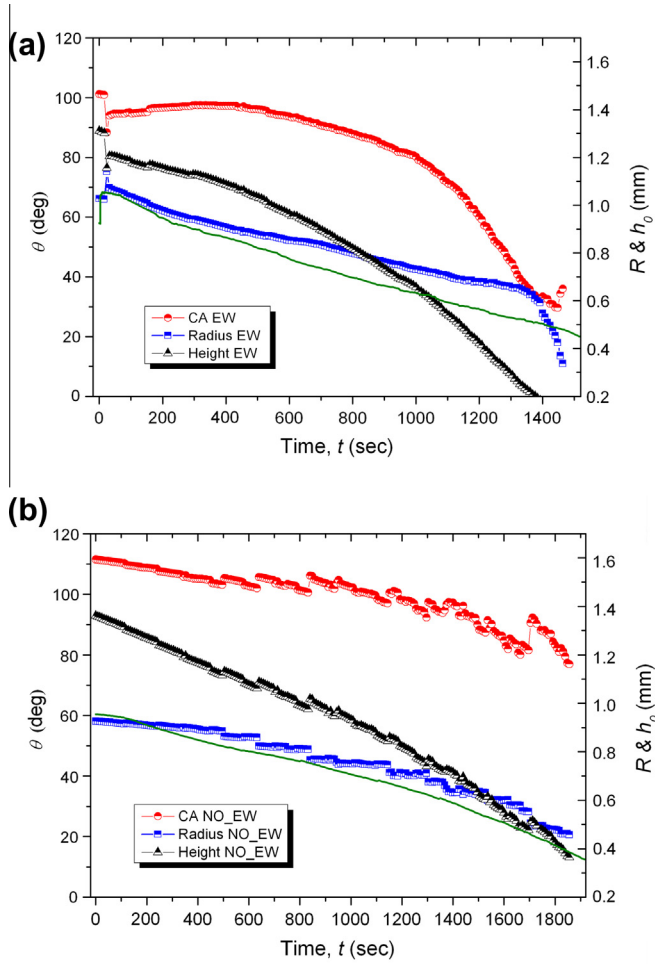 (a)
120
100
80
60
40
20
0
θ (deg)
1.6
1.4
1.2
1.0
0.8
0.6
0.4
0.2
R & h0 (mm)
CA EW
Radius EW
Height EW
0 200 400 600 800 1000 1200 1400
Time, t (sec)
(b)
120
100
80
60
40
20
0
θ (deg)
1.6
1.4
1.2
1.0
0.8
0.6
0.4
0.2
R & h0 (mm)
CA NO_EW
Radius NO_EW
Height NO_EW
0 200 400 600 800 1000 1200 1400 1600 1800
Time, t (sec)